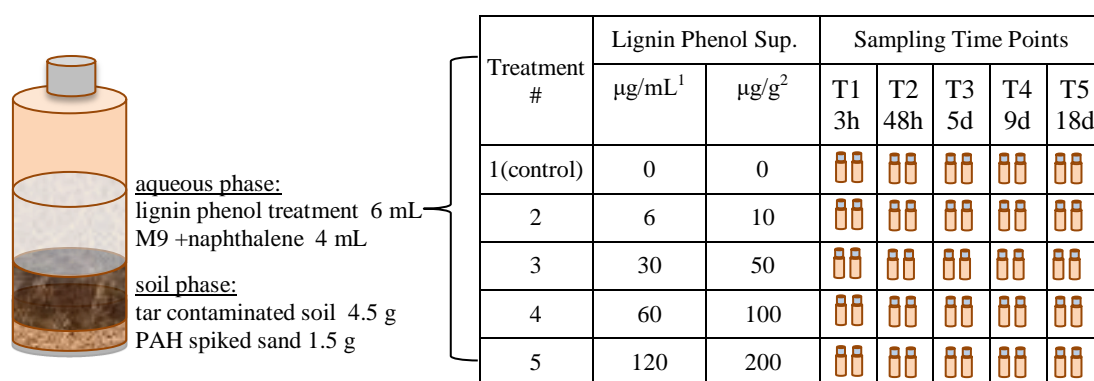 aqueous phase:
lignin phenol treatment 6 mL
M9 +naphthalene 4 mL
soil phase:
tar contaminated soil 4.5 g
PAH spiked sand 1.5 g
Treatment # Lignin Phenol Sup. Sampling Time Points
μg/mL¹ μg/g² T1 3h T2 48h T3 5d T4 9d T5 18d
1(control) 0 0
2 6 10
3 30 50
4 60 100
5 120 200